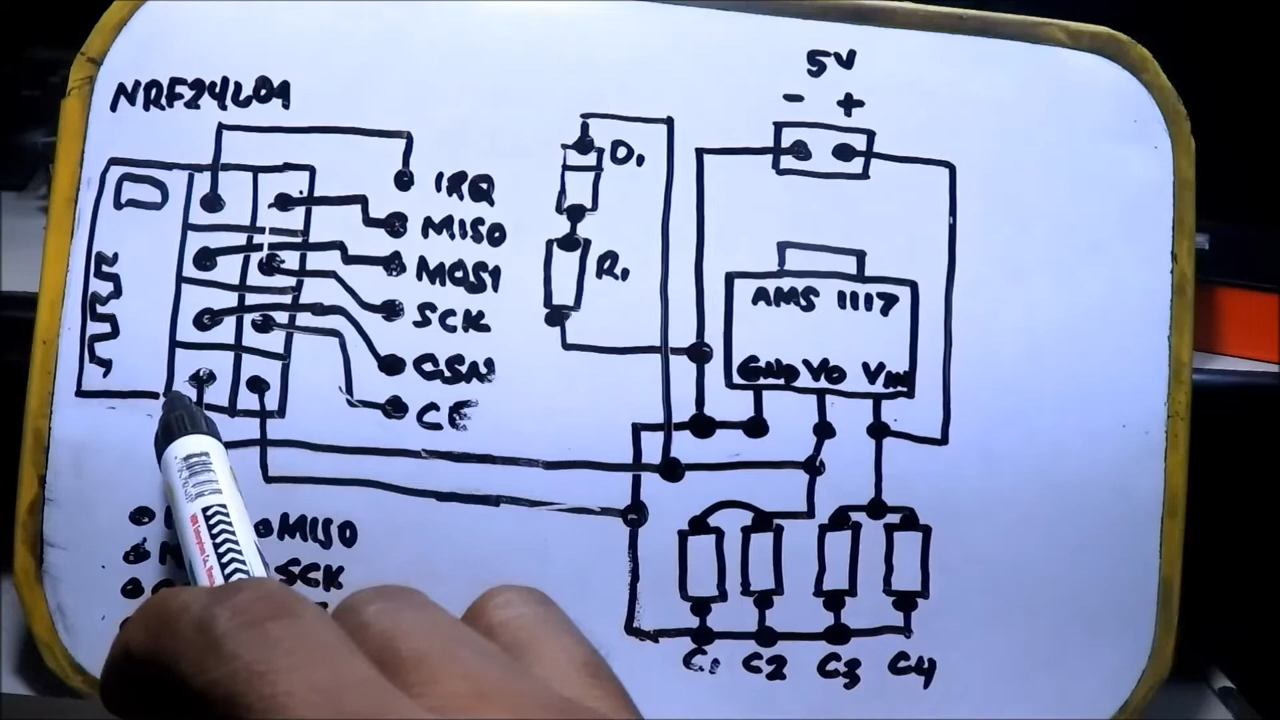 NRF24L01
5V
- +
IRQ
MISO
MOSI
SCK
CSN
CE
D1
R1
AMS 1117
GND VO VIN
MISO
SCK
C1 C2 C3 C4